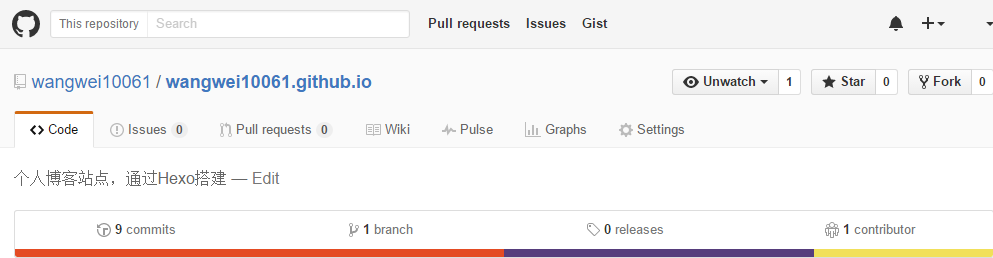 This repository Search Pull requests Issues Gist
wangwei10061 / wangwei10061.github.io Unwatch 1 Star 0 Fork 0
Code Issues 0 Pull requests 0 Wiki Pulse Graphs Settings
个人博客站点，通过Hexo搭建 — Edit
9 commits 1 branch 0 releases 1 contributor